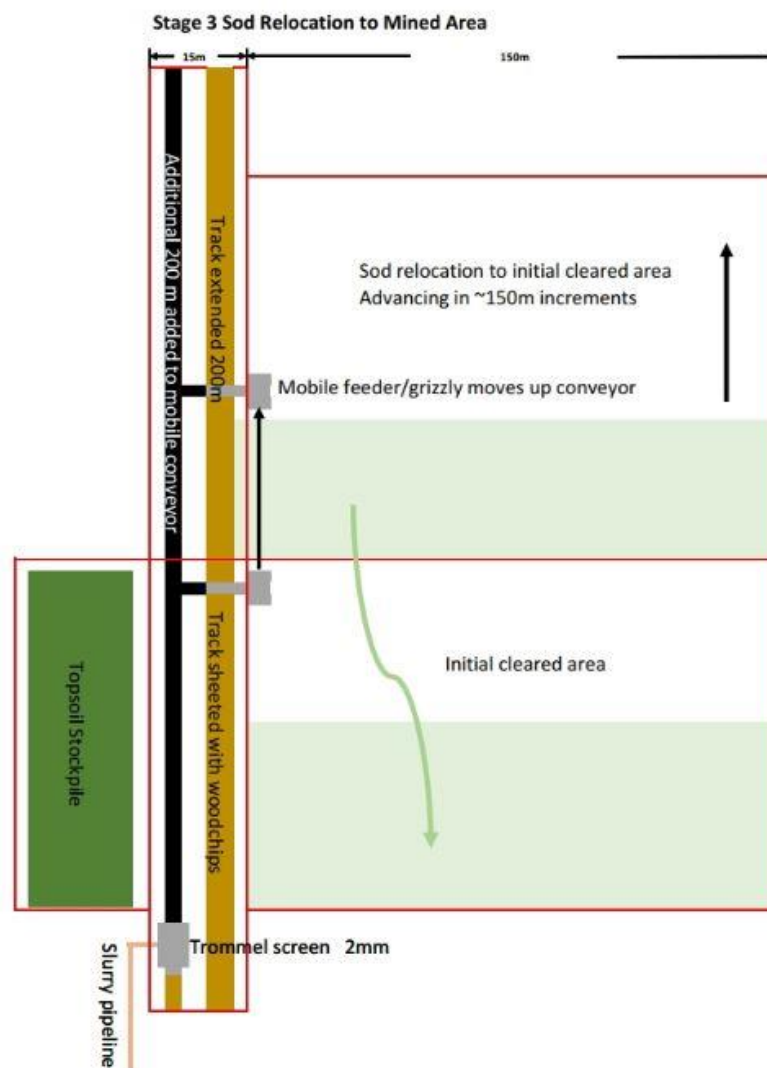 Stage 3 Sod Relocation to Mined Area
15m
150m
Additional 200 m added to mobile conveyor
Track extended 200m
Sod relocation to initial cleared area
Advancing in ~150m increments
Mobile feeder/grizzly moves up conveyor
Topsoil Stockpile
Track sheeted with woodchips
Initial cleared area
Trommel screen 2mm
Slurry pipeline